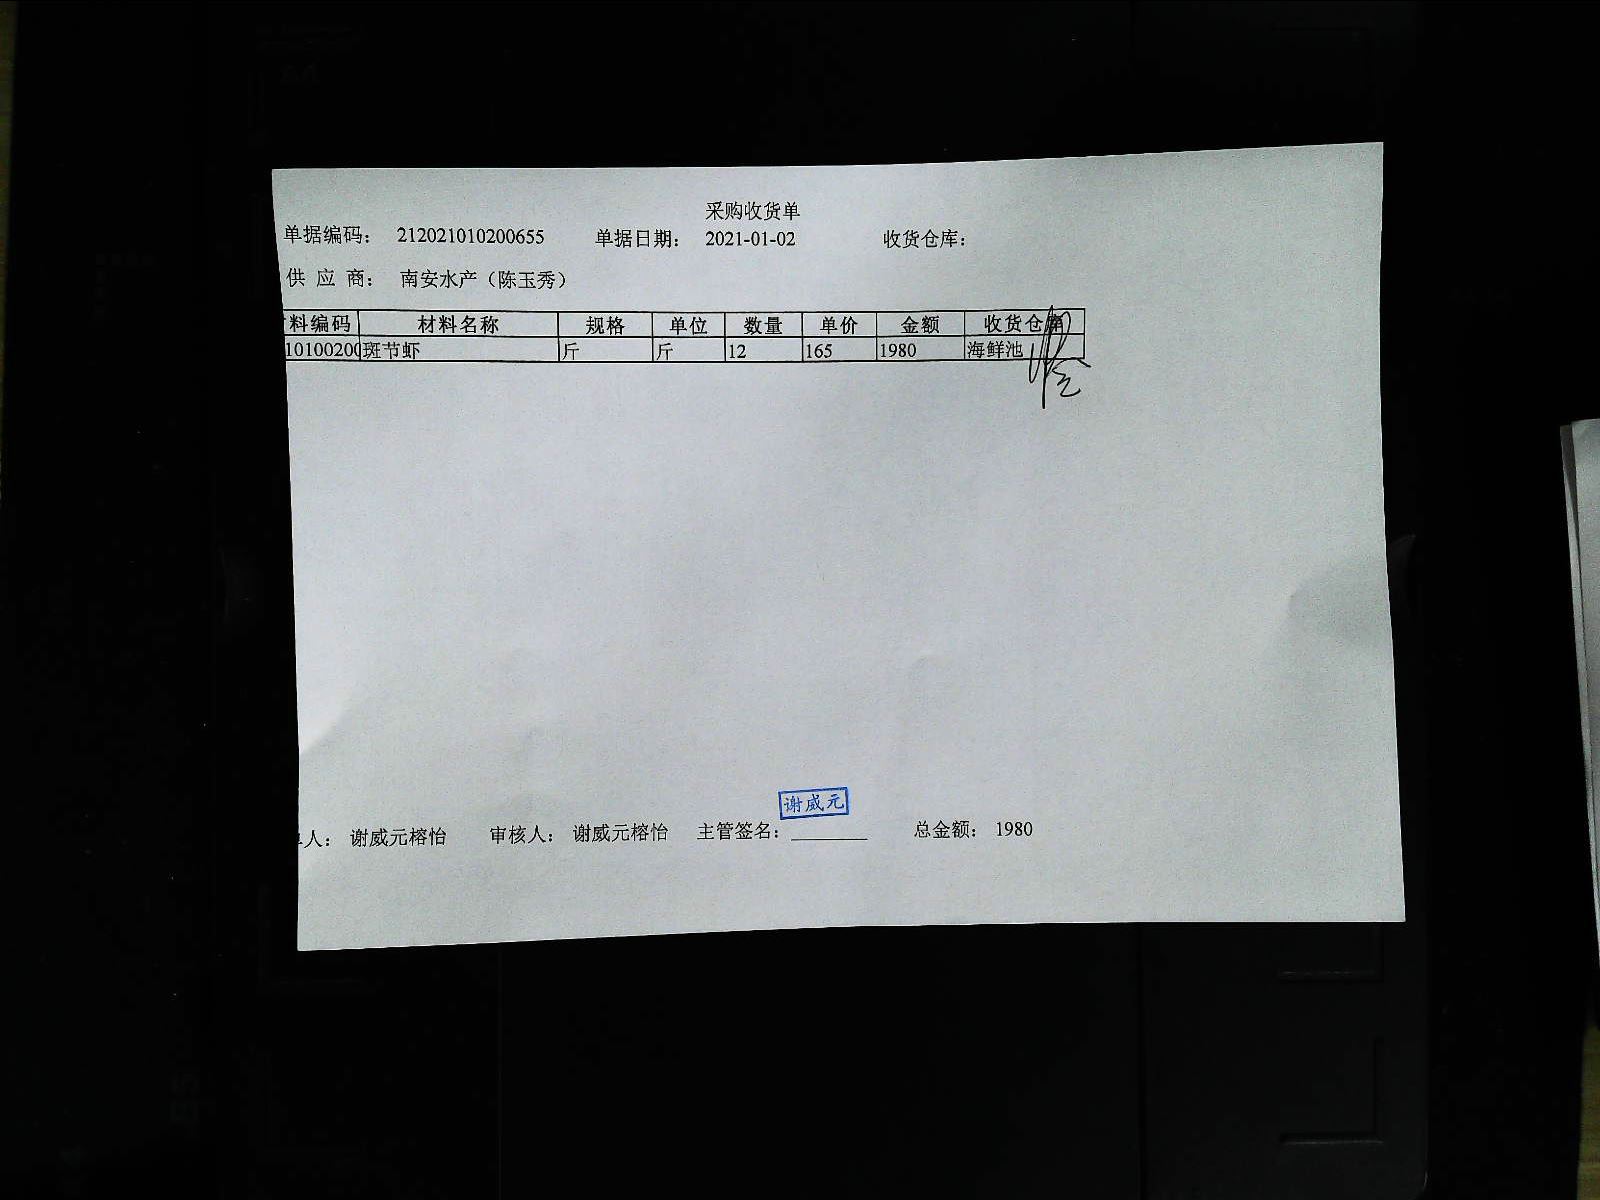 采购收货单
单据编码： 212021010200655 单据日期： 2021-01-02 收货仓库：
供 应 商： 南安水产（陈玉秀）
料编码 材料名称 规格 单位 数量 单价 金额 收货仓库
1010020 斑节虾 斤 斤 12 165 1980 海鲜池
谢威元
人： 谢威元榕怡 审核人： 谢威元榕怡 主管签名：________ 总金额： 1980